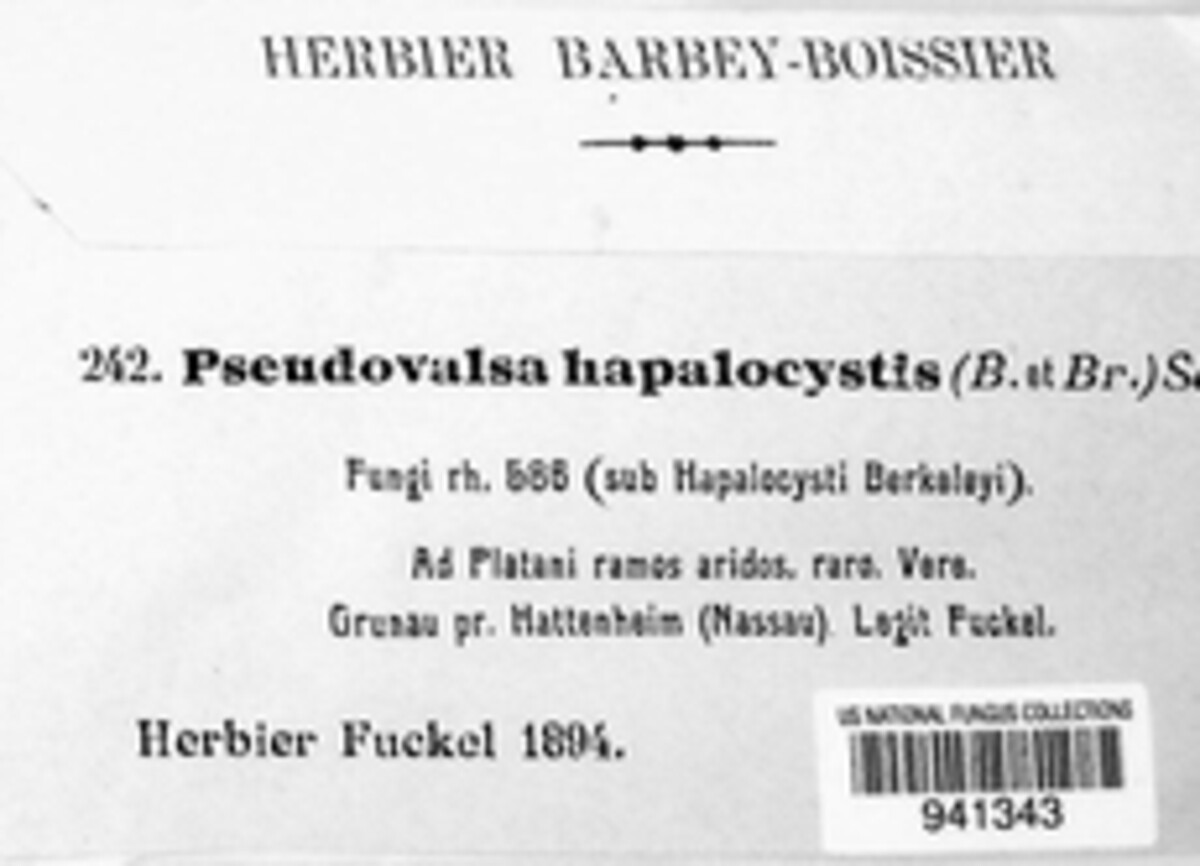 HERBIER BARBEY-BOISSIER
242. Pseudovalsa hapalocystis (B. et Br.) Sa
Fungi rh. 586 (sub Hapalocysti Berkeleyi).
Ad Platani ramos aridos, raro. Vere.
Grunau pr. Hattenheim (Nassau). Legit Fuckel.
Herbier Fuckel 1894.
US NATIONAL FUNGUS COLLECTIONS
941343